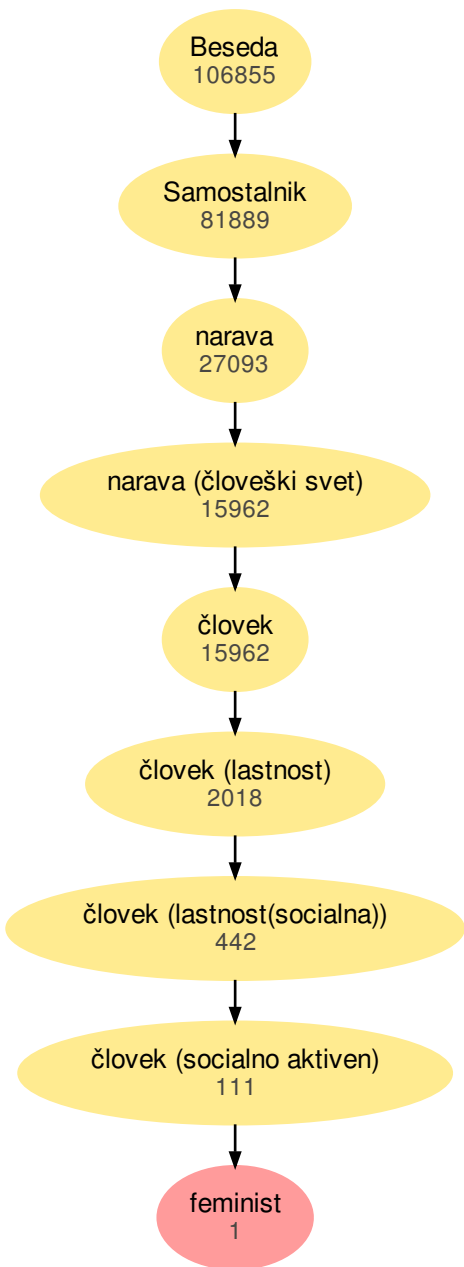 Beseda
106855
Samostalnik
81889
narava
27093
narava (človeški svet)
15962
človek
15962
človek (lastnost)
2018
človek (lastnost(socialna))
442
človek (socialno aktiven)
111
feminist
1